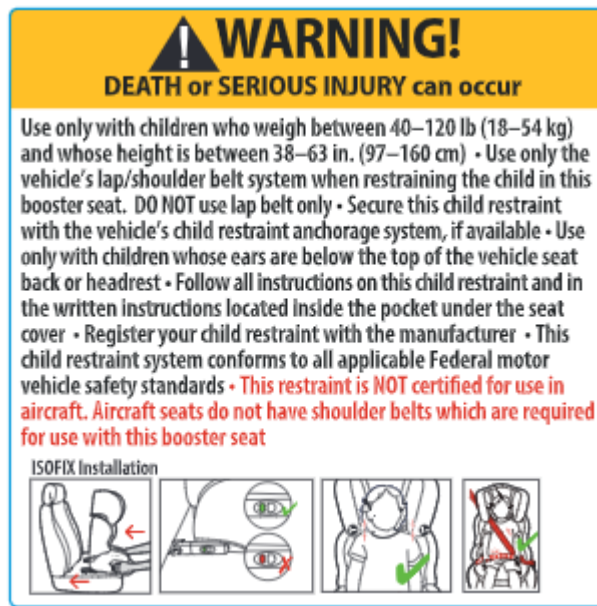 WARNING!
DEATH or SERIOUS INJURY can occur
Use only with children who weigh between 40–120 lb (18–54 kg)
and whose height is between 38–63 in. (97–160 cm) • Use only the
vehicle's lap/shoulder belt system when restraining the child in this
booster seat. DO NOT use lap belt only • Secure this child restraint
with the vehicle's child restraint anchorage system, if available • Use
only with children whose ears are below the top of the vehicle seat
back or headrest • Follow all instructions on this child restraint and in
the written instructions located inside the pocket under the seat
cover • Register your child restraint with the manufacturer • This
child restraint system conforms to all applicable Federal motor
vehicle safety standards • This restraint is NOT certified for use in
aircraft. Aircraft seats do not have shoulder belts which are required
for use with this booster seat
ISOFIX Installation